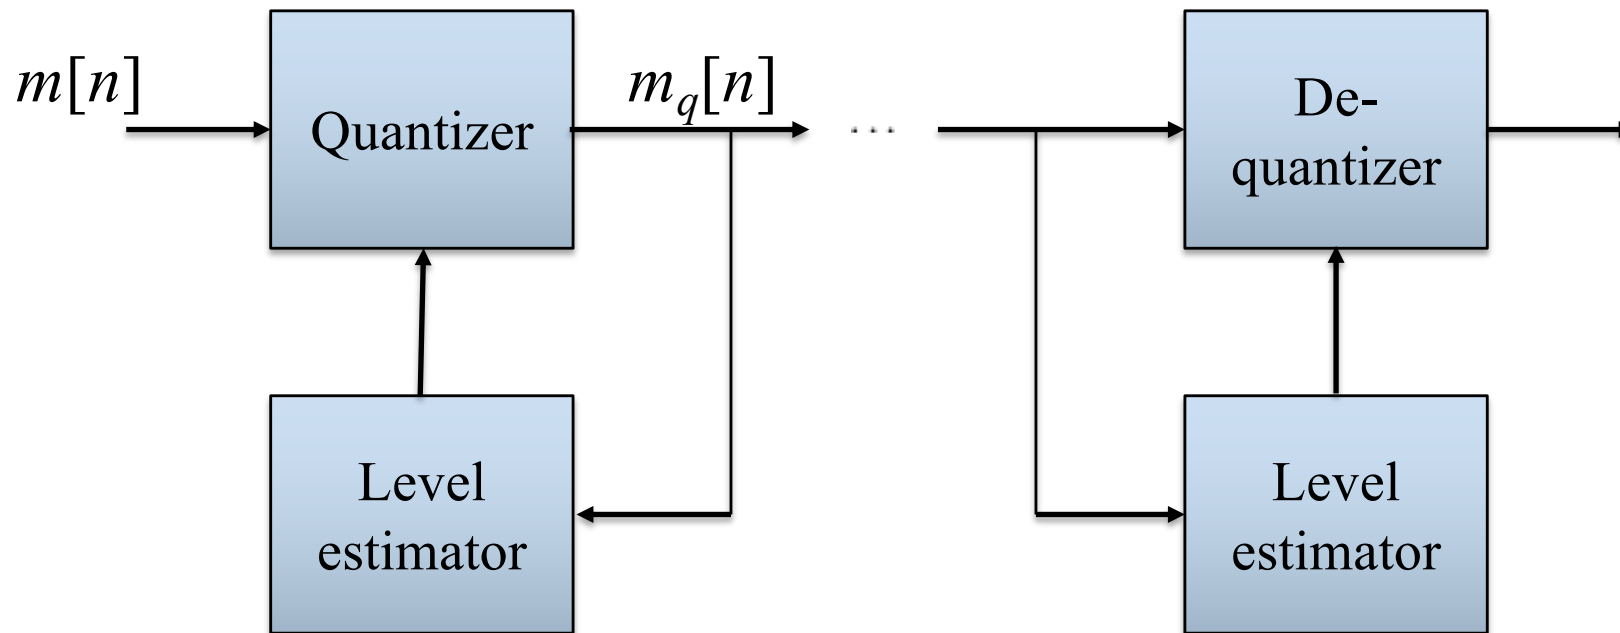 m[n]
Quantizer
m_q[n]
...
De-
quantizer
Level
estimator
Level
estimator